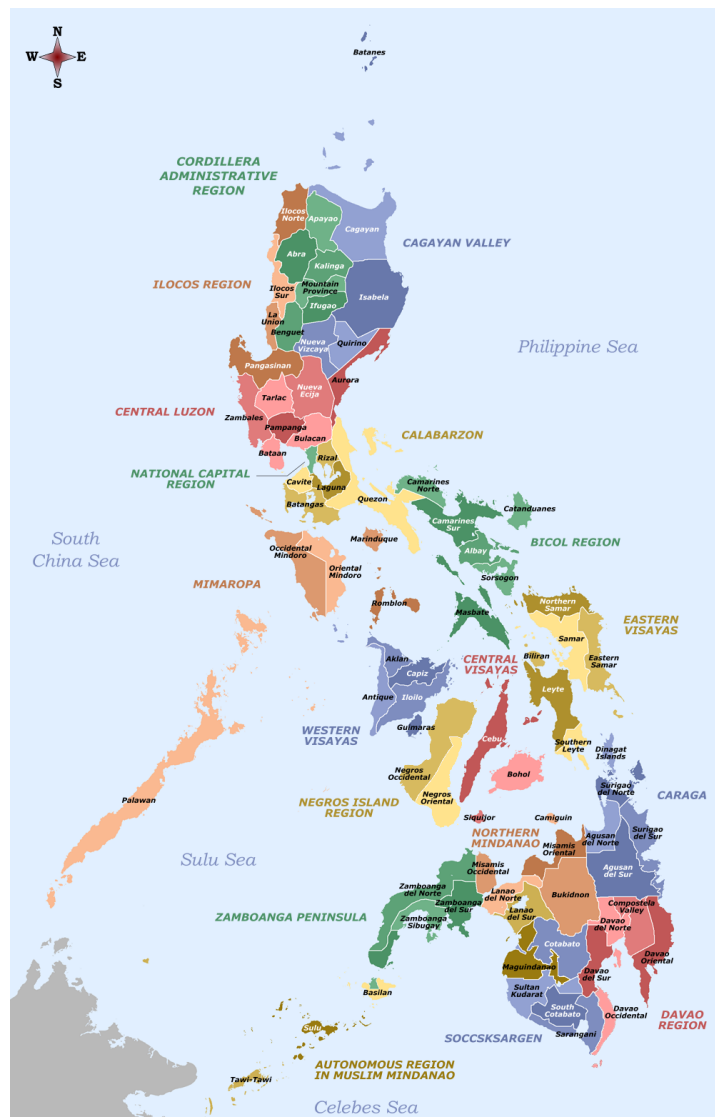 N
W E
S
Batanes
CORDILLERA
ADMINISTRATIVE
REGION
Ilocos
Norte
Apayao
Cagayan
CAGAYAN VALLEY
Abra
Kalinga
ILOCOS REGION
Ilocos
Sur
Mountain
Province
Isabela
Ifugao
La
Union
Benguet
Nueva
Vizcaya
Quirino
Philippine Sea
Pangasinan
Aurora
Nueva
Ecija
Tarlac
CENTRAL LUZON
Zambales
Pampanga
Bulacan
CALABARZON
Bataan
Rizal
NATIONAL CAPITAL
REGION
Cavite
Laguna
Camarines
Norte
Quezon
Batangas
Catanduanes
Camarines
Sur
South
China Sea
Marinduque
BICOL REGION
Occidental
Mindoro
Albay
Oriental
Mindoro
MIMAROPA
Sorsogon
Romblon
Northern
Samar
Masbate
EASTERN
VISAYAS
Samar
Biliran
Eastern
Samar
Aklan
CENTRAL
VISAYAS
Capiz
Leyte
Antique
Iloilo
WESTERN
VISAYAS
Guimaras
Cebu
Southern
Leyte
Dinagat
Islands
Negros
Occidental
Bohol
Surigao
del Norte
CARAGA
Palawan
Negros
Oriental
NEGROS ISLAND
REGION
Siquijor
Camiguin
NORTHERN
MINDANAO
Agusan
del Norte
Surigao
del Sur
Misamis
Oriental
Sulu Sea
Misamis
Occidental
Agusan
del Sur
Zamboanga
del Norte
Lanao
del Norte
Bukidnon
Zamboanga
del Sur
Compostela
Valley
ZAMBOANGA PENINSULA
Zamboanga
Sibugay
Lanao
del Sur
Davao
del Norte
Cotabato
Davao
Oriental
Maguindanao
Davao
del Sur
Basilan
Sultan
Kudarat
South
Cotabato
Davao
Occidental
DAVAO
REGION
Sulu
Sarangani
SOCCSKSARGEN
AUTONOMOUS REGION
IN MUSLIM MINDANAO
Tawi-Tawi
Celebes Sea